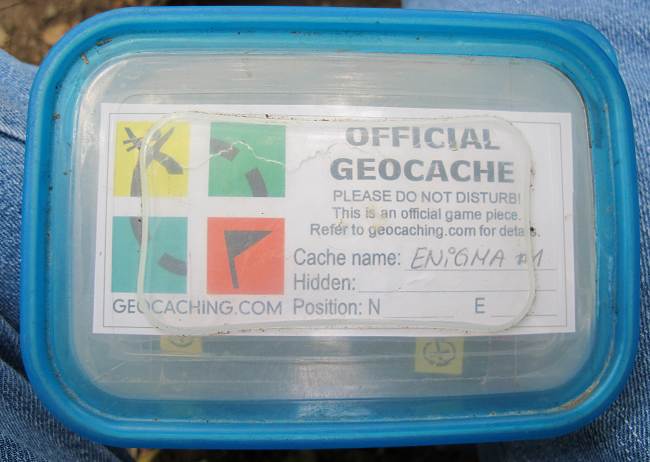 OFFICIAL
GEOCACHE
PLEASE DO NOT DISTURB!
This is an official game piece.
Refer to geocaching.com for details.
Cache name: ENiGMA #1
Hidden:
GEOCACHING.COM Position: N E